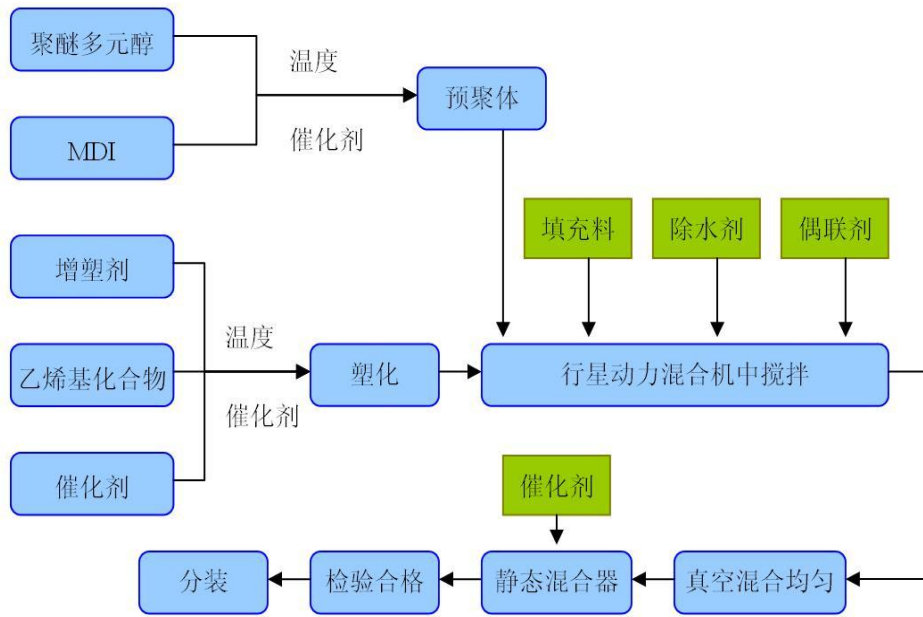 聚醚多元醇
温度
预聚体
MDI
催化剂
填充料
除水剂
偶联剂
增塑剂
温度
乙烯基化合物
塑化
行星动力混合机中搅拌
催化剂
催化剂
催化剂
分装
检验合格
静态混合器
真空混合均匀